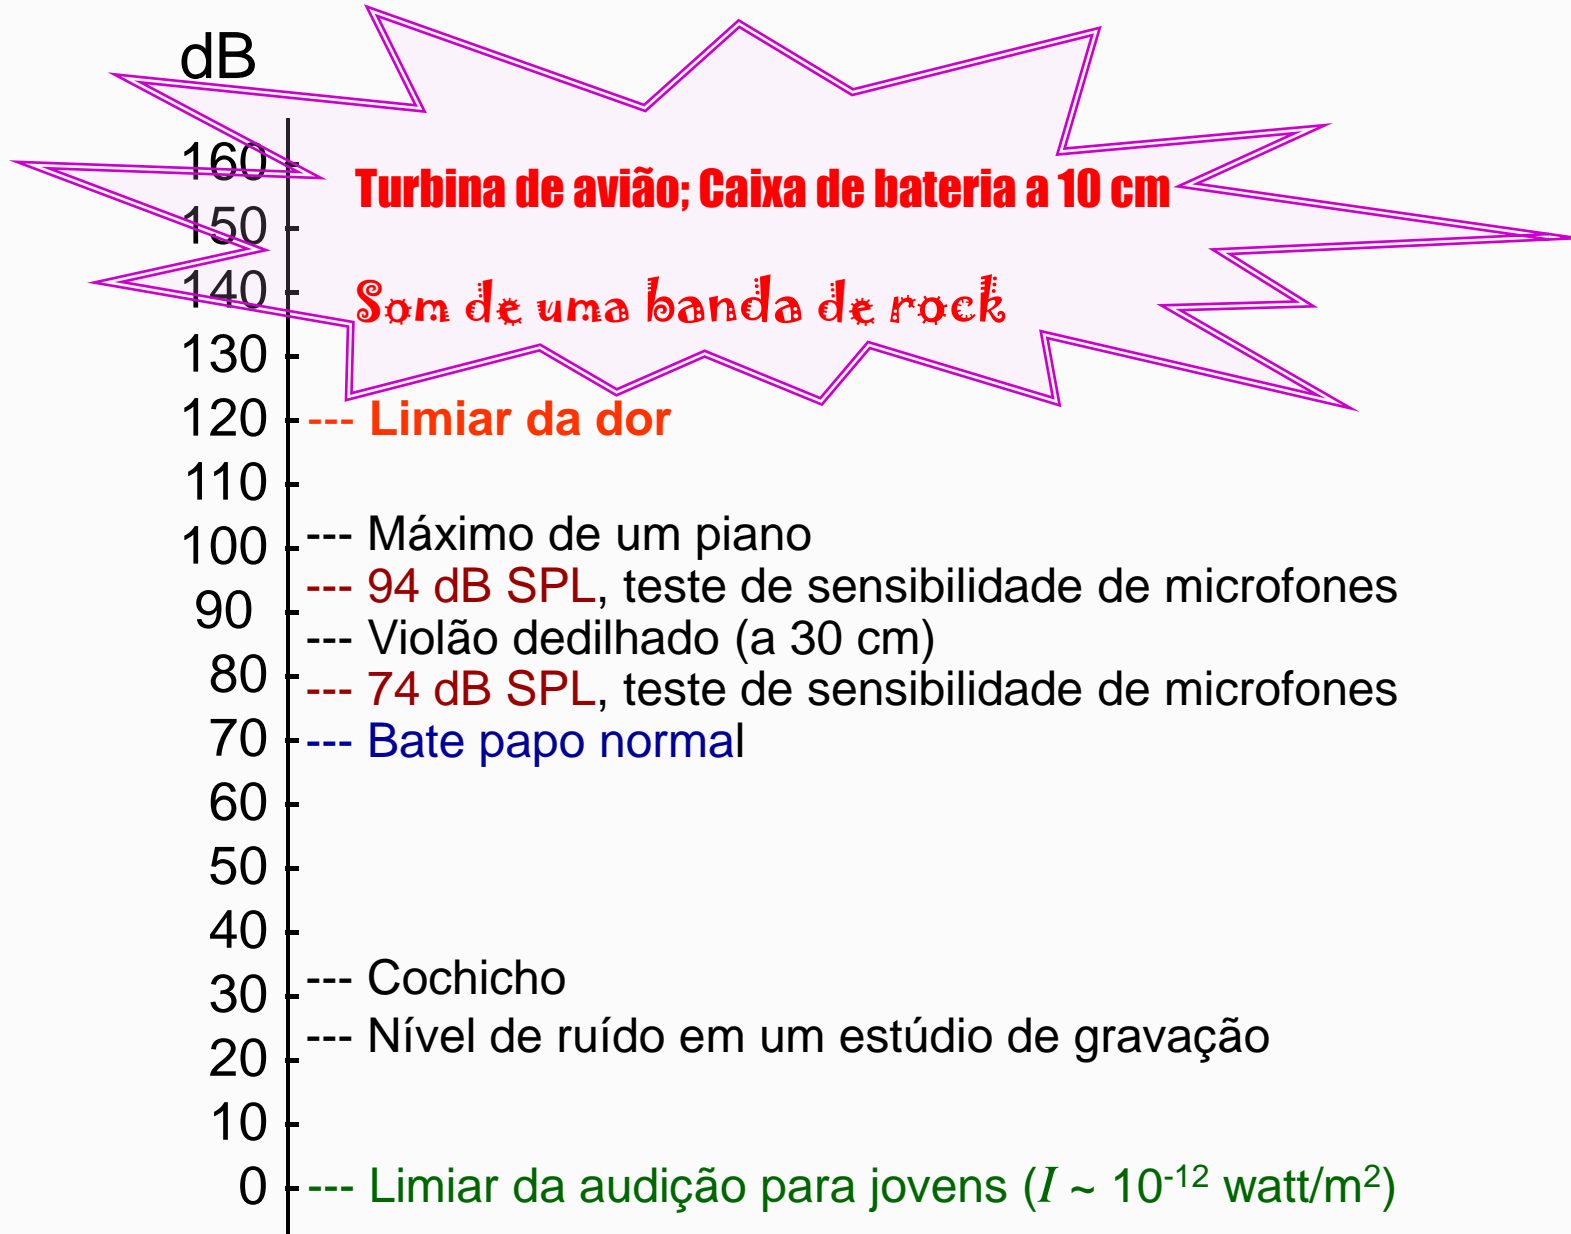 dB
160
Turbina de avião; Caixa de bateria a 10 cm
150
140
Som de uma banda de rock
130
120 --- Limiar da dor
110
100 --- Máximo de um piano
--- 94 dB SPL, teste de sensibilidade de microfones
90
--- Violão dedilhado (a 30 cm)
80 --- 74 dB SPL, teste de sensibilidade de microfones
70 --- Bate papo normal
60
50
40
--- Cochicho
30
--- Nível de ruído em um estúdio de gravação
20
10
0 --- Limiar da audição para jovens (I ~ 10⁻¹² watt/m²)